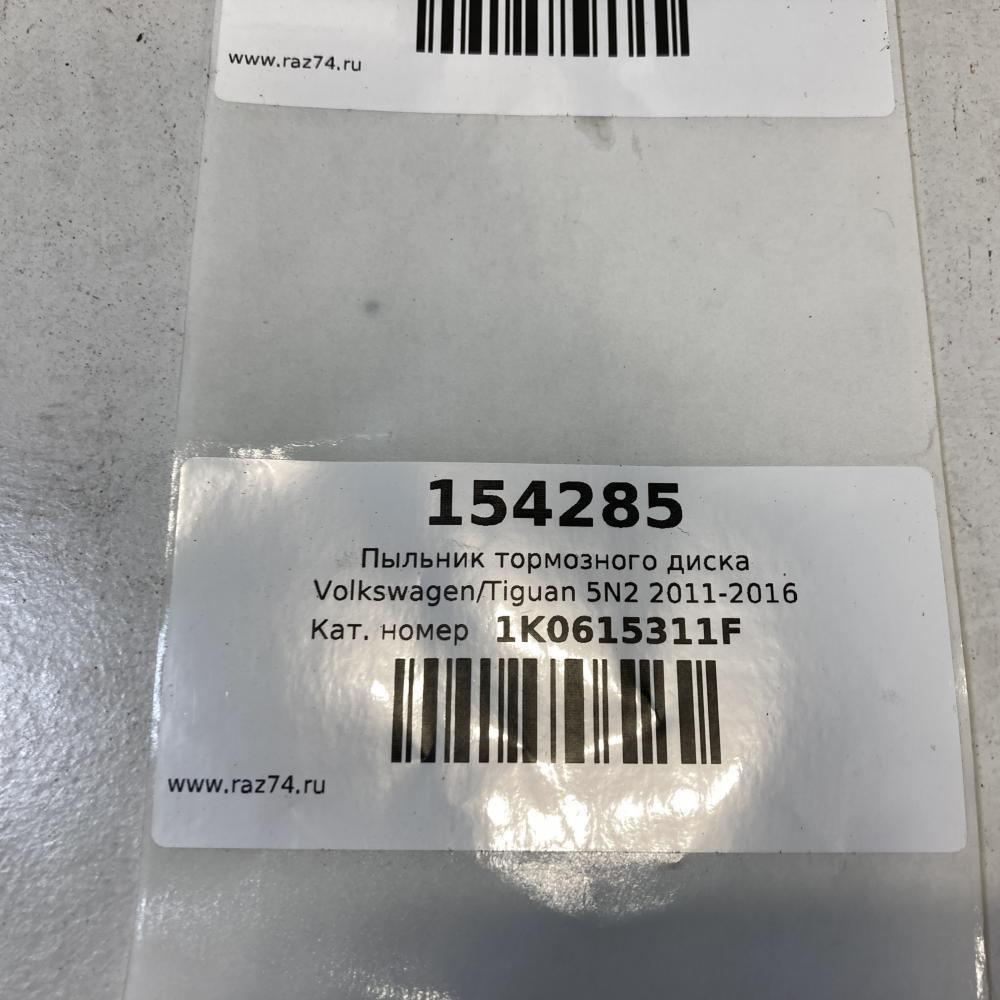 www.raz74.ru
154285
Пыльник тормозного диска
Volkswagen/Tiguan 5N2 2011-2016
Кат. номер 1K0615311F
www.raz74.ru